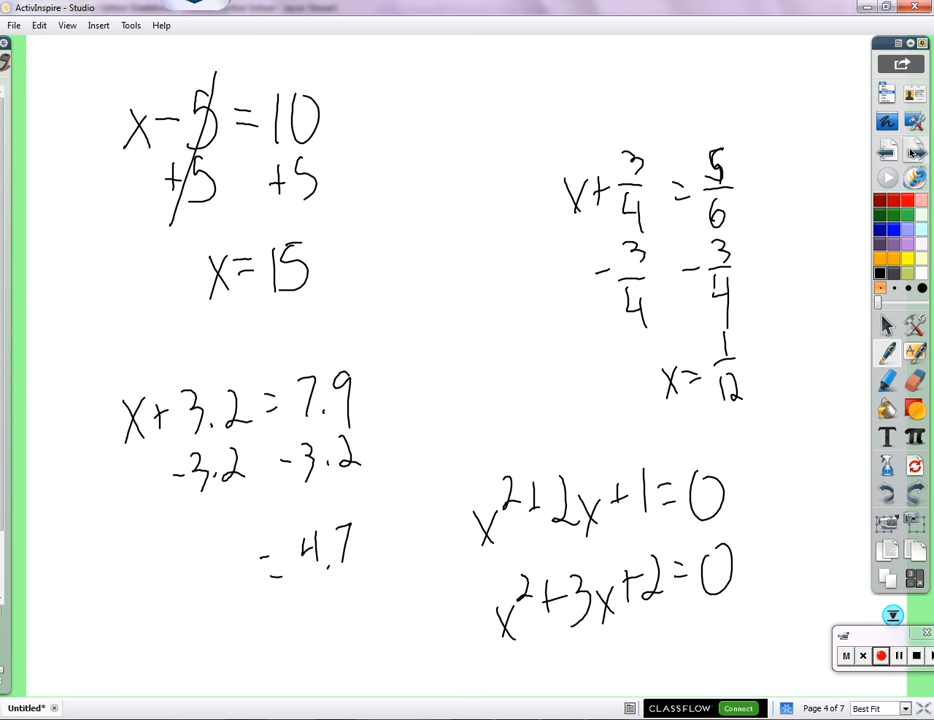 ActivInspire - Studio
File Edit View Insert Tools Help
x - 5 = 10
+5 +5
x = 15
x + 3/4 = 5/6
- 3/4 - 3/4
x = 1/12
x + 3.2 = 7.9
-3.2 -3.2
= 4.7
x² + 2x + 1 = 0
x² + 3x + 2 = 0
T π
M
Untitled*
CLASSFLOW Connect
Page 4 of 7
Best Fit